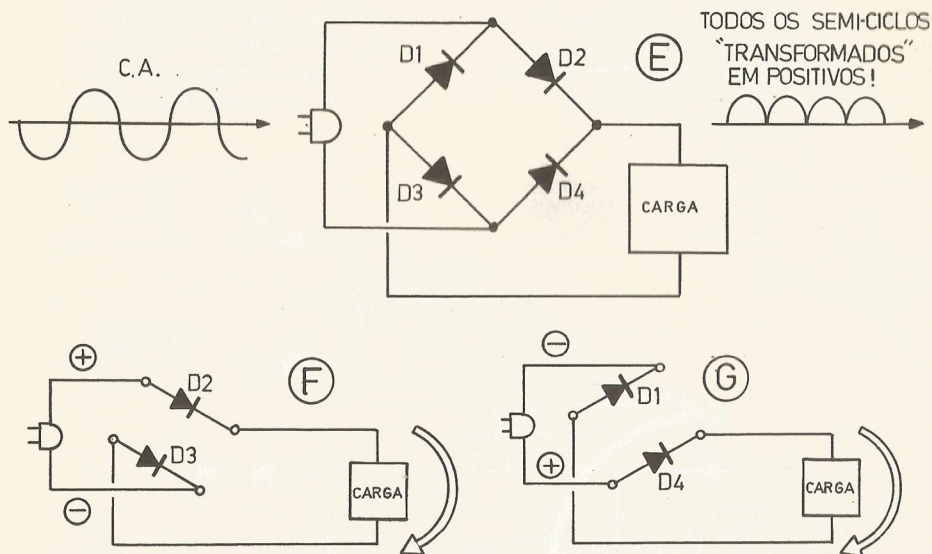 TODOS OS SEMI-CICLOS
"TRANSFORMADOS"
EM POSITIVOS!
C.A.
D1
D2
E
D3
D4
CARGA
+
F
D2
D3
−
CARGA
−
G
D1
+
D4
CARGA